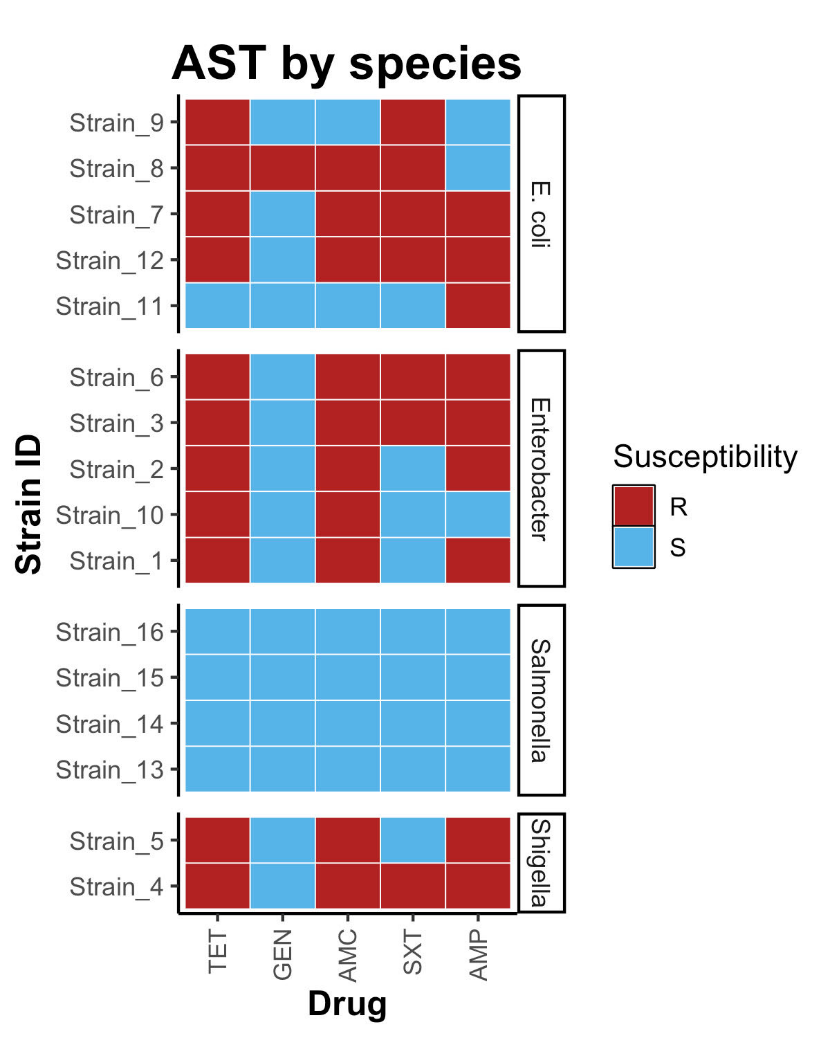 AST by species
Strain ID
Strain_9
Strain_8
Strain_7
Strain_12
Strain_11
E. coli
Strain_6
Strain_3
Strain_2
Strain_10
Strain_1
Enterobacter
Strain_16
Strain_15
Strain_14
Strain_13
Salmonella
Strain_5
Strain_4
Shigella
TET
GEN
AMC
SXT
AMP
Drug
Susceptibility
R
S